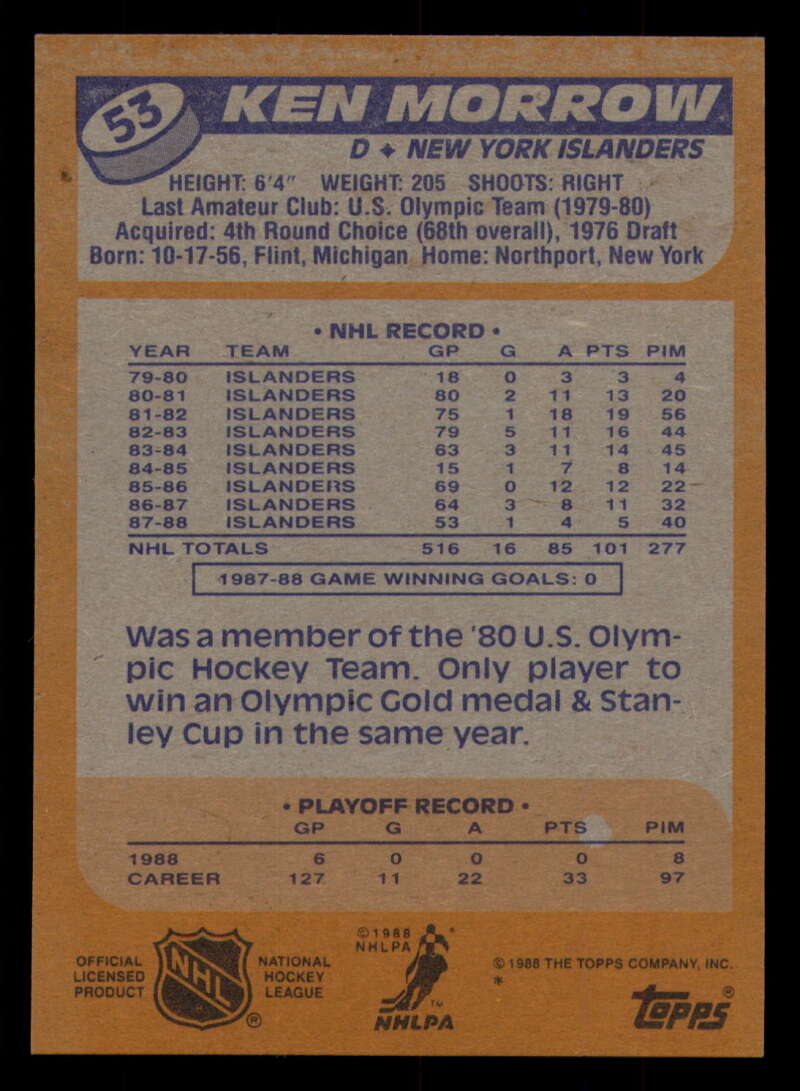 53
KEN MORROW
D ✦ NEW YORK ISLANDERS
HEIGHT: 6'4" WEIGHT: 205 SHOOTS: RIGHT
Last Amateur Club: U.S. Olympic Team (1979-80)
Acquired: 4th Round Choice (68th overall), 1976 Draft
Born: 10-17-56, Flint, Michigan Home: Northport, New York
• NHL RECORD •
YEAR TEAM GP G A PTS PIM
79-80 ISLANDERS 18 0 3 3 4
80-81 ISLANDERS 80 2 11 13 20
81-82 ISLANDERS 75 1 18 19 56
82-83 ISLANDERS 79 5 11 16 44
83-84 ISLANDERS 63 3 11 14 45
84-85 ISLANDERS 15 1 7 8 14
85-86 ISLANDERS 69 0 12 12 22
86-87 ISLANDERS 64 3 8 11 32
87-88 ISLANDERS 53 1 4 5 40
NHL TOTALS 516 16 85 101 277
1987-88 GAME WINNING GOALS: 0
Was a member of the '80 U.S. Olym-
pic Hockey Team. Only player to
win an Olympic Gold medal & Stan-
ley Cup in the same year.
• PLAYOFF RECORD •
GP G A PTS PIM
1988 6 0 0 0 8
CAREER 127 11 22 33 97
OFFICIAL
LICENSED
PRODUCT
NHL
®
NATIONAL
HOCKEY
LEAGUE
©1988
NHLPA
®
™
NHLPA
©1988 THE TOPPS COMPANY, INC.
*
Topps®